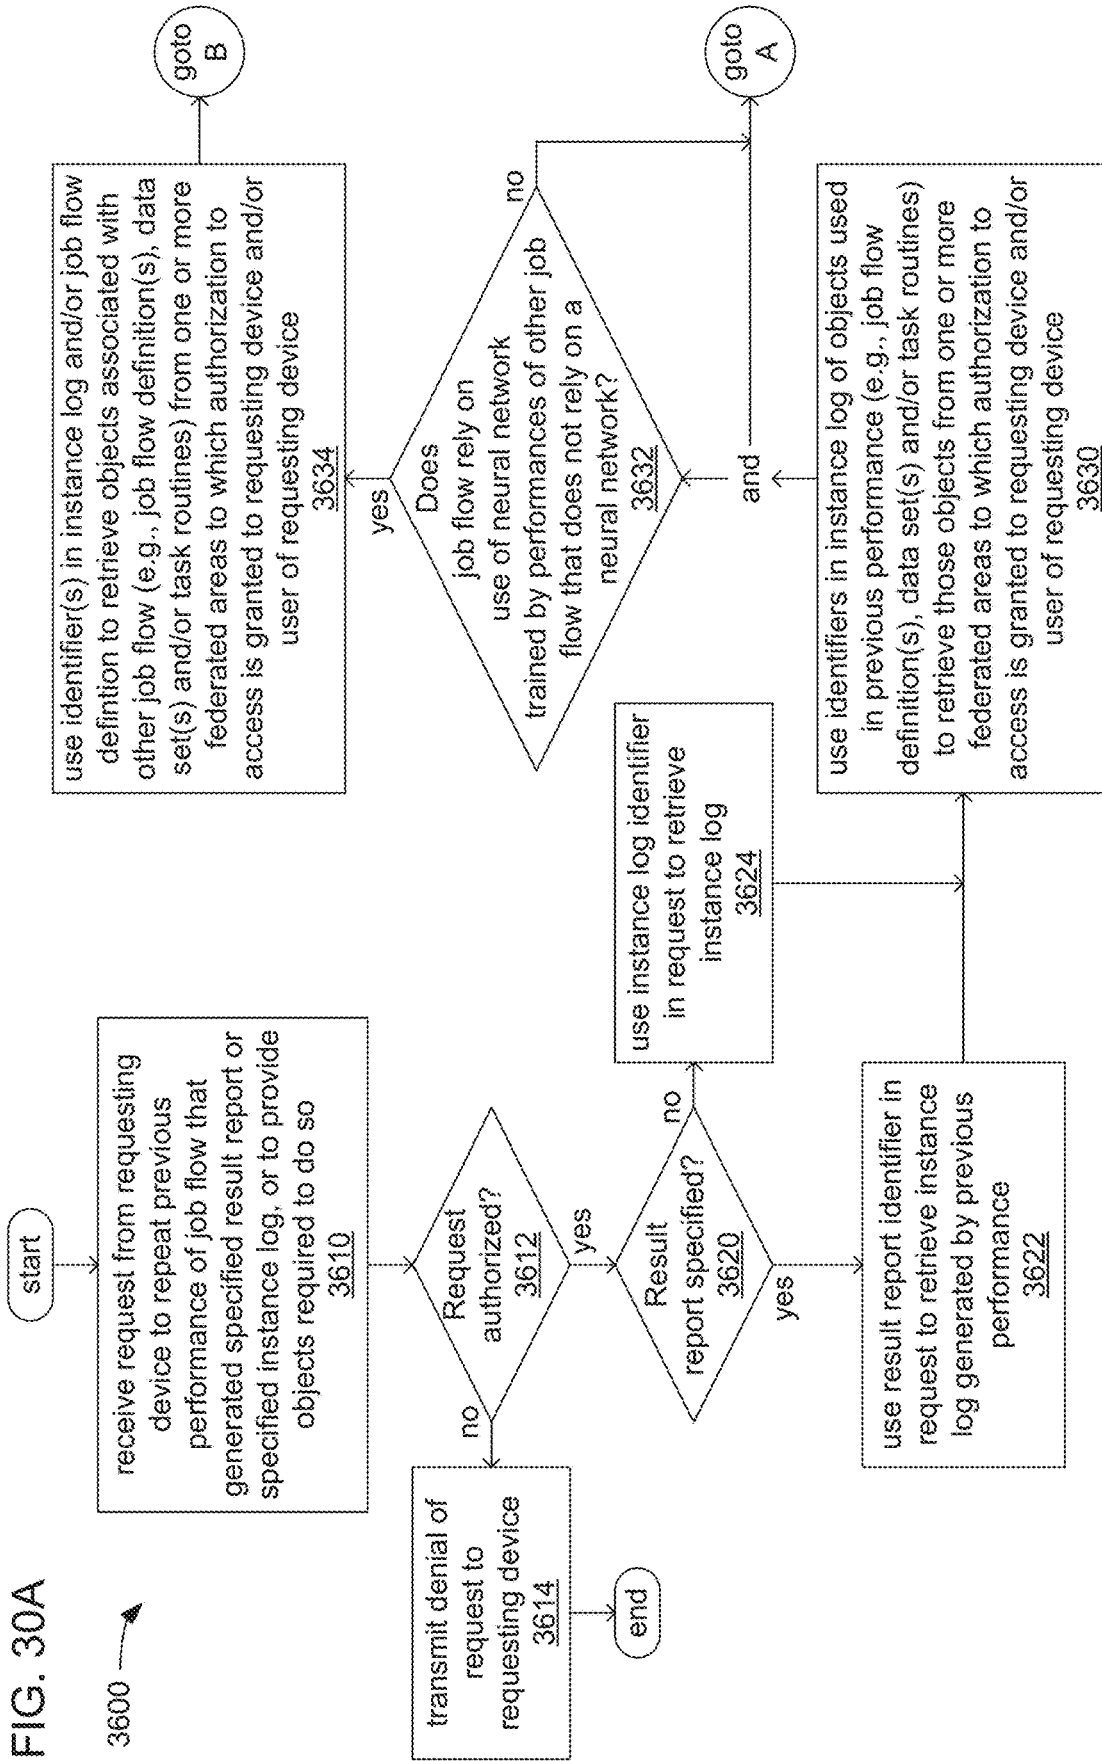 FIG. 30A
3600
start
receive request from requesting
device to repeat previous
performance of job flow that
generated specified result report or
specified instance log, or to provide
objects required to do so
3610
Request
authorized?
3612
no
yes
transmit denial of
request to
requesting device
3614
end
Result
report specified?
3620
no
yes
use result report identifier in
request to retrieve instance
log generated by previous
performance
3622
use instance log identifier
in request to retrieve
instance log
3624
use identifiers in instance log of objects used
in previous performance (e.g., job flow
definition(s), data set(s) and/or task routines)
to retrieve those objects from one or more
federated areas to which authorization to
access is granted to requesting device and/or
user of requesting device
3630
and
Does
job flow rely on
use of neural network
trained by performances of other job
flow that does not rely on a
neural network?
3632
yes
no
use identifier(s) in instance log and/or job flow
defintion to retrieve objects associated with
other job flow (e.g., job flow definition(s), data
set(s) and/or task routines) from one or more
federated areas to which authorization to
access is granted to requesting device and/or
user of requesting device
3634
goto
B
goto
A